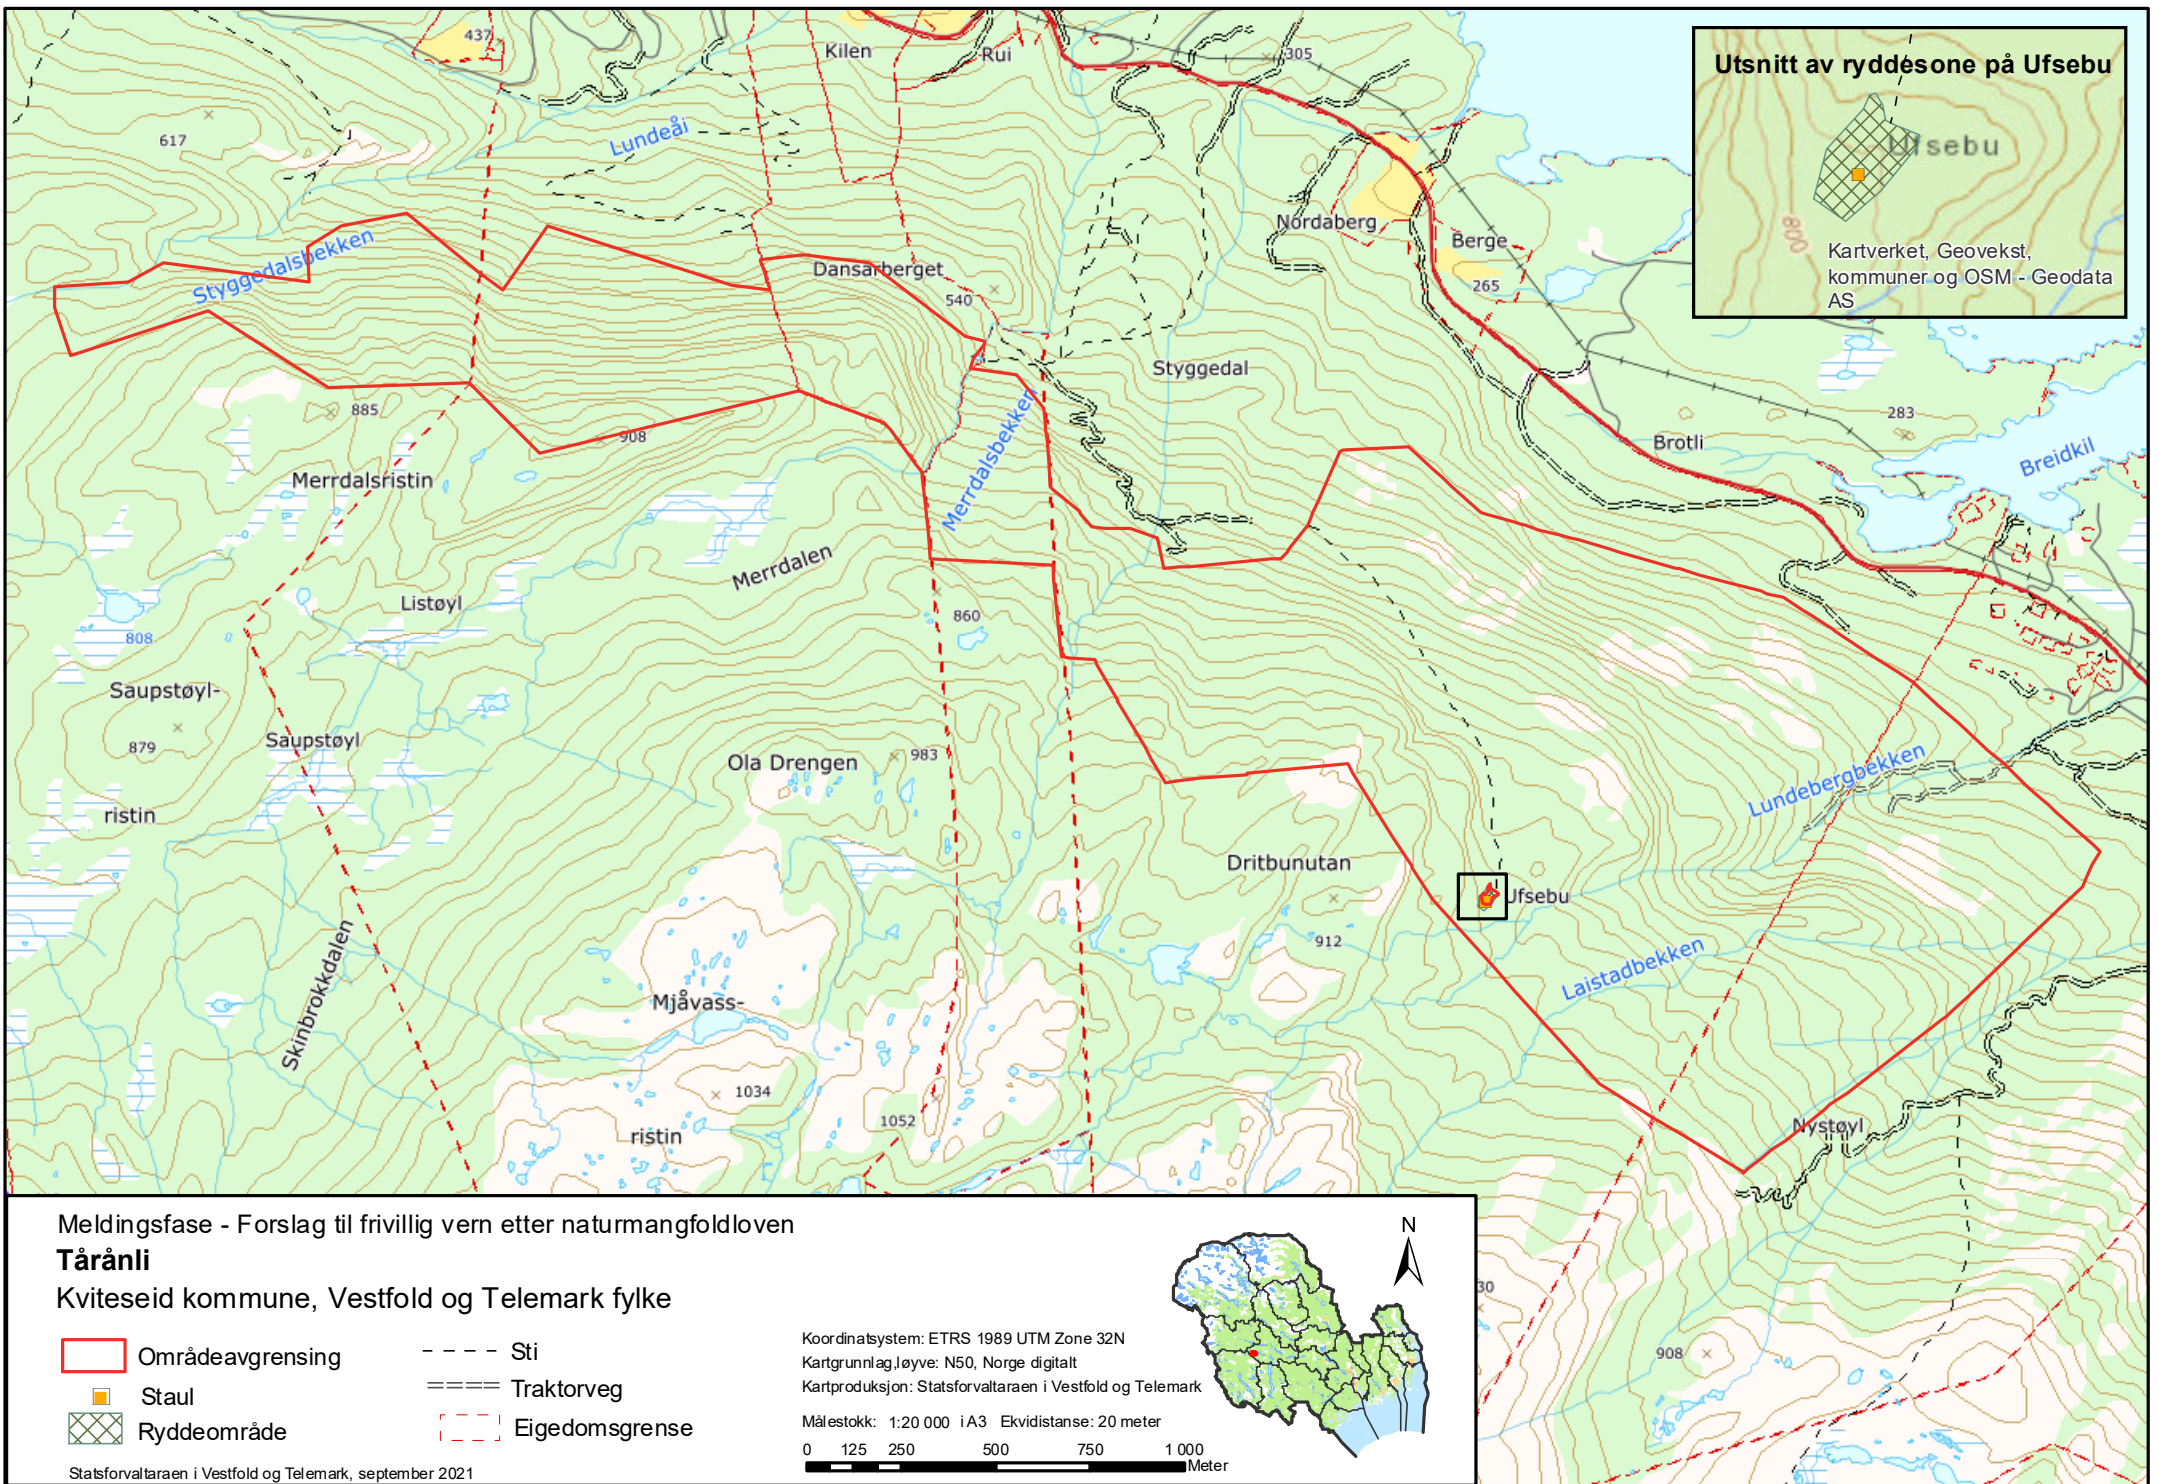 437
Kilen
Rui
305
Utsnitt av ryddesone på Ufsebu
617
Lundeåi
Ufsebu
Nordaberg
Berge
800
Kartverket, Geovekst,
kommuner og OSM - Geodata
AS
Styggedalsbekken
Dansarberget
540
265
Styggedal
885
908
283
Brotli
Breidkil
Merrdalsristin
Merrdalsbekken
Merrdalen
Listøyl
860
808
Saupstøyl-
879
Saupstøyl
Ola Drengen
983
Lundebergbekken
ristin
Dritbunutan
Ufsebu
912
Laistadbekken
Skinbrokkdalen
Mjåvass-
1034
1052
ristin
Nystøyl
Meldingsfase - Forslag til frivillig vern etter naturmangfoldloven
Tårånli
Kviteseid kommune, Vestfold og Telemark fylke
Områdeavgrensing
Staul
Ryddeområde
Sti
Traktorveg
Eigedomsgrense
Koordinatsystem: ETRS 1989 UTM Zone 32N
Kartgrunnlag,løyve: N50, Norge digitalt
Kartproduksjon: Statsforvaltaraen i Vestfold og Telemark
Målestokk: 1:20 000 i A3 Ekvidistanse: 20 meter
0 125 250 500 750 1 000
Meter
N
Statsforvaltaraen i Vestfold og Telemark, september 2021
30
908